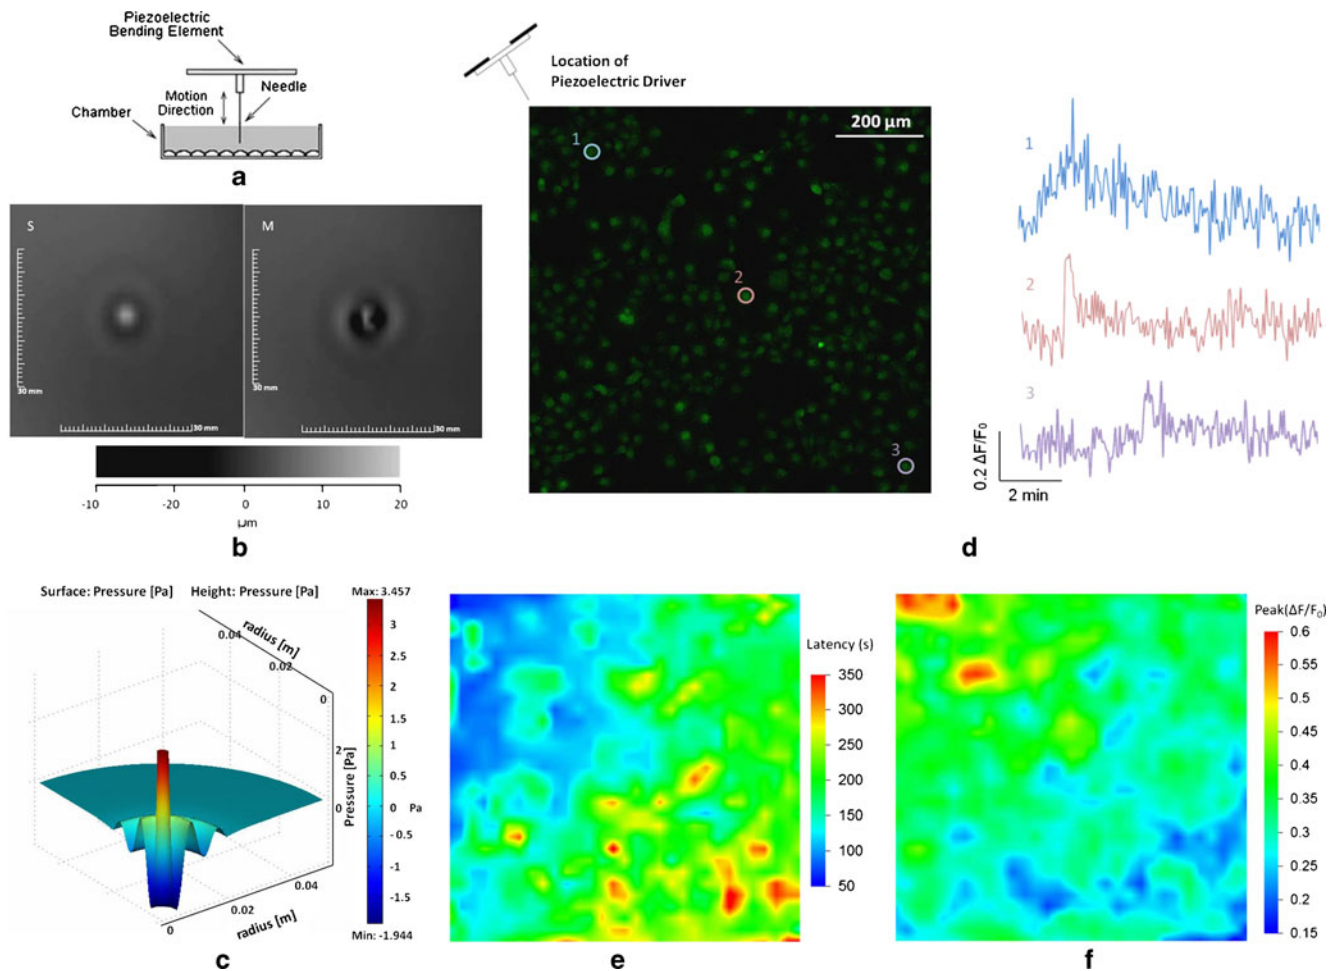 Piezoelectric
Bending Element
Motion
Direction
Needle
Chamber
a
Location of
Piezoelectric Driver
200 µm
1
2
3
1
2
3
0.2 ΔF/F₀
2 min
d
S
M
30 mm
30 mm
30 mm
30 mm
-10
-20
0
10
20
µm
b
Surface: Pressure [Pa] Height: Pressure [Pa]
Max: 3.457
3
2.5
2
1.5
1
0.5
0
-0.5
-1
-1.5
Pa
Min: -1.944
radius [m]
0.04
0.02
0
2
0
Pressure [Pa]
0.04
0.02
0
radius [m]
c
Latency (s)
350
300
250
200
150
100
50
e
Peak(ΔF/F₀)
0.6
0.55
0.5
0.45
0.4
0.35
0.3
0.25
0.2
0.15
f